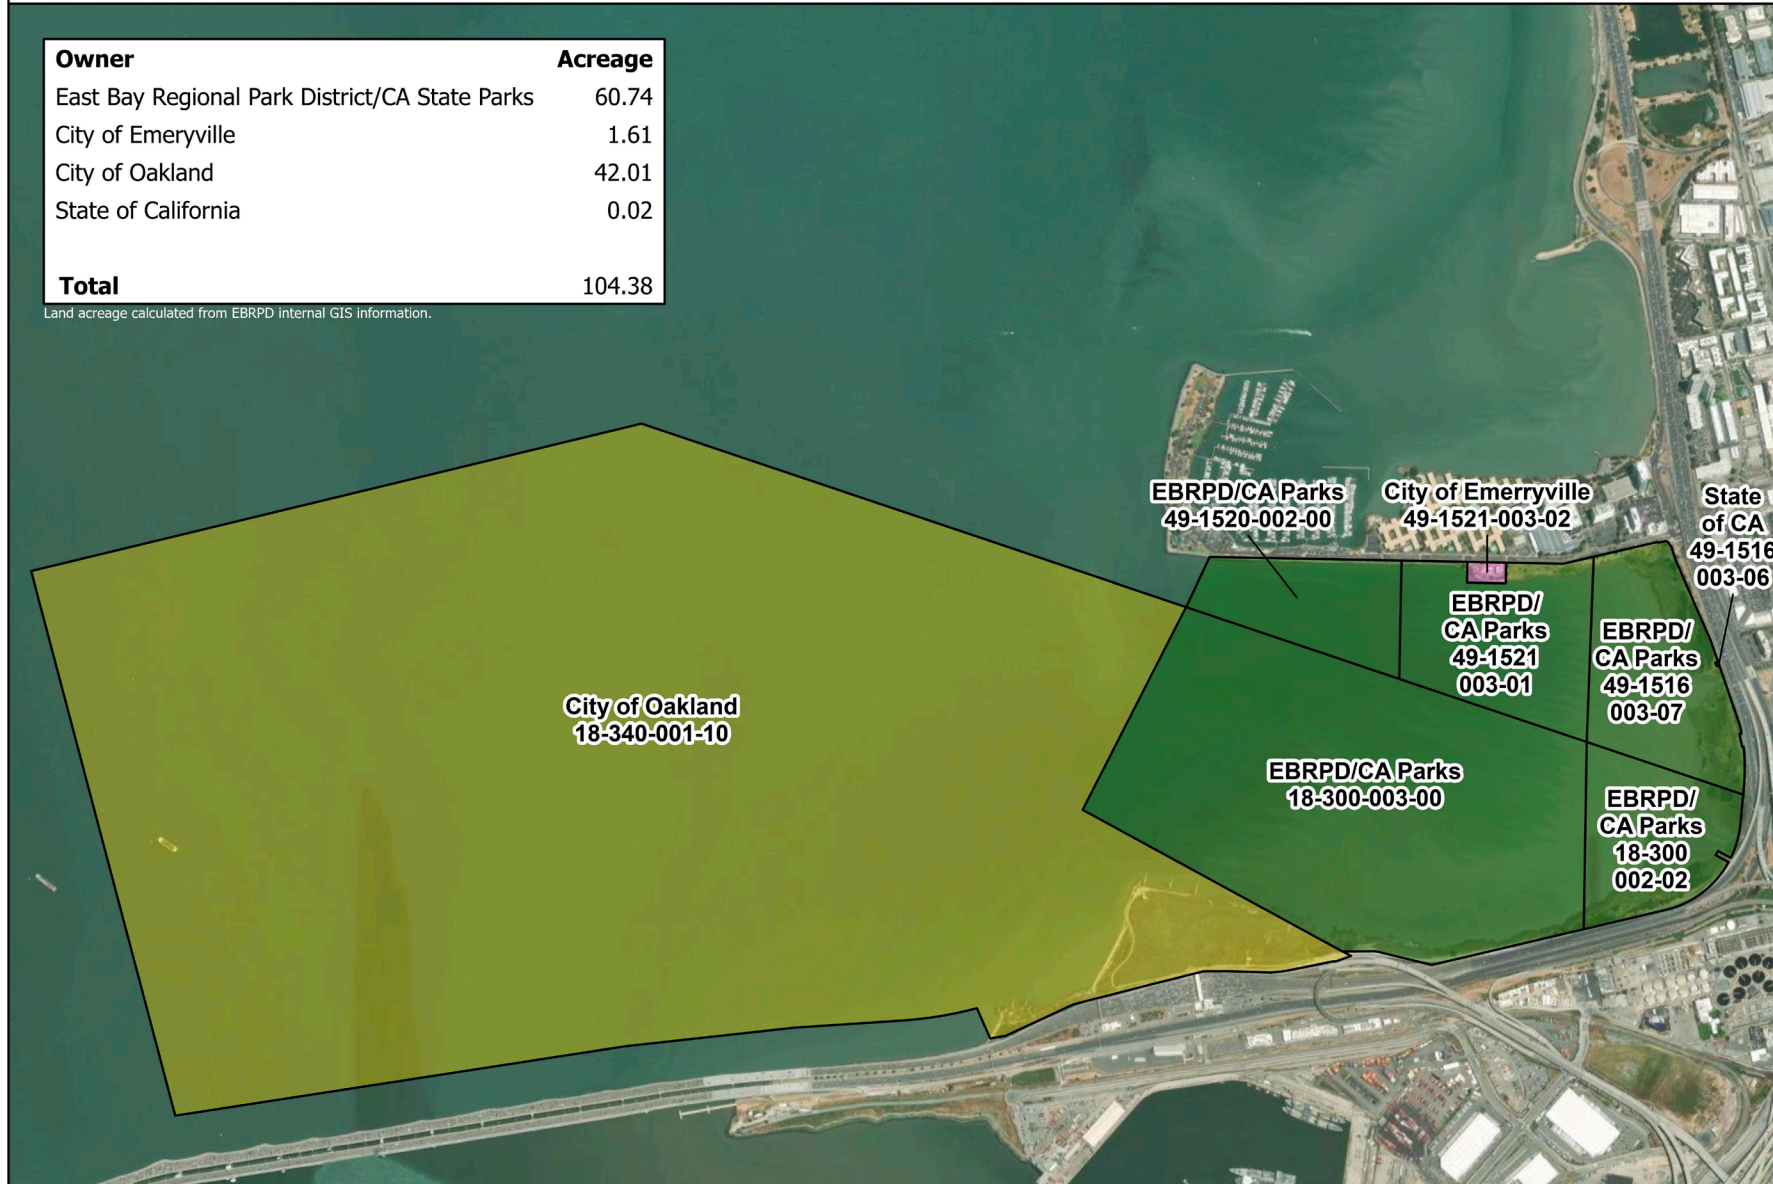 Owner Acreage
East Bay Regional Park District/CA State Parks 60.74
City of Emeryville 1.61
City of Oakland 42.01
State of California 0.02
Total 104.38
Land acreage calculated from EBRPD internal GIS information.
EBRPD/CA Parks
49-1520-002-00
City of Emerryville
49-1521-003-02
State
of CA
49-1516
003-06
EBRPD/
CA Parks
49-1521
003-01
EBRPD/
CA Parks
49-1516
003-07
City of Oakland
18-340-001-10
EBRPD/CA Parks
18-300-003-00
EBRPD/
CA Parks
18-300
002-02